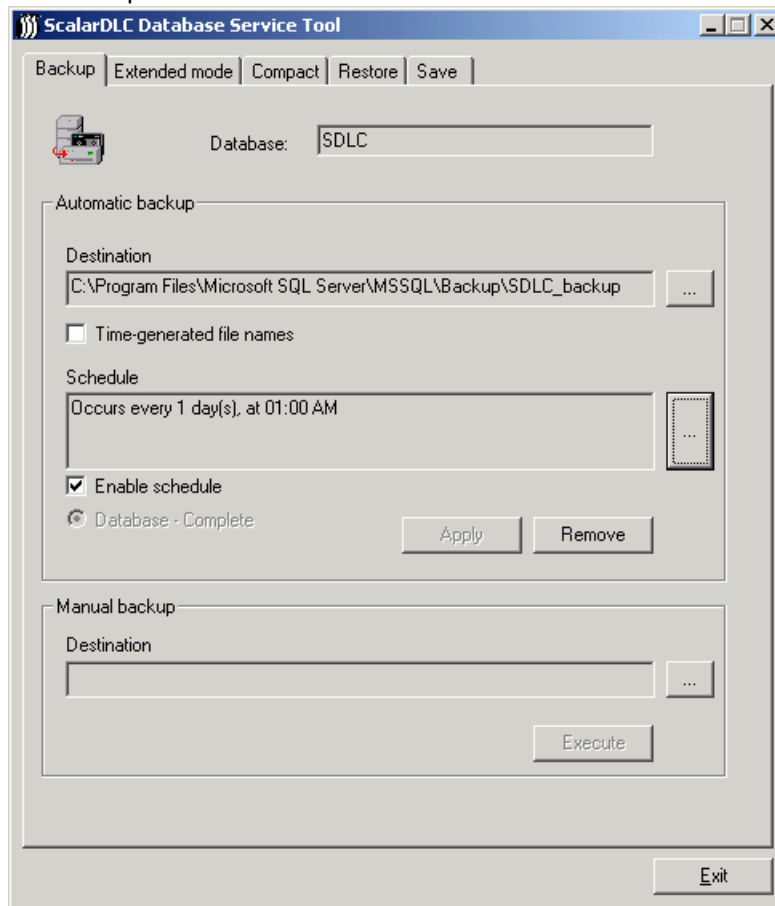 ScalarDLC Database Service Tool
Backup Extended mode Compact Restore Save
Database: SDLC
Automatic backup
Destination
C:\Program Files\Microsoft SQL Server\MSSQL\Backup\SDLC_backup ...
Time-generated file names
Schedule
Occurs every 1 day(s), at 01:00 AM
...
Enable schedule
Database - Complete
Apply Remove
Manual backup
Destination
...
Execute
Exit